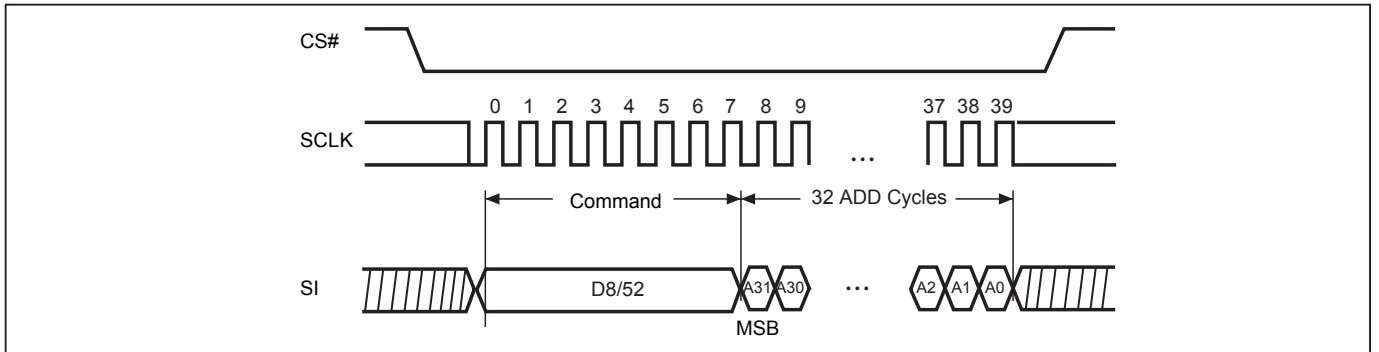 CS#
0 1 2 3 4 5 6 7 8 9 37 38 39
SCLK
...
Command
32 ADD Cycles
SI
D8/52
A31 A30
...
A2 A1 A0
MSB